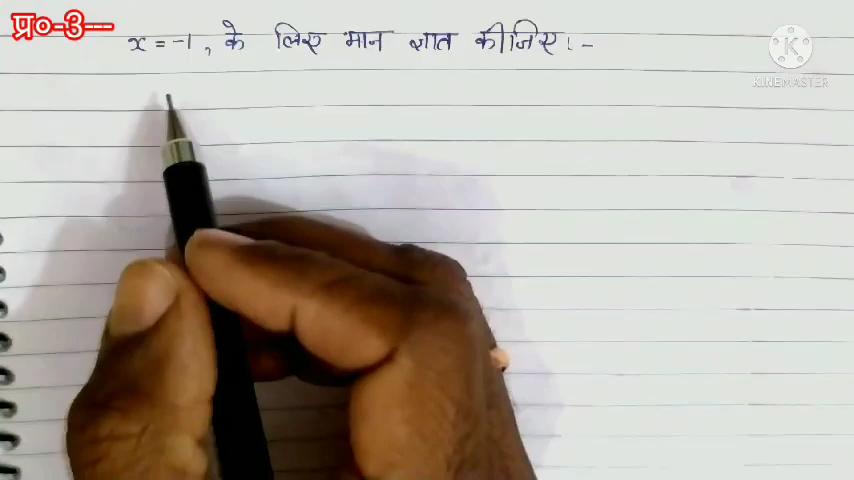 प्र०-3--
x = -1, के लिए मान ज्ञात कीजिए।-
KINEMASTER